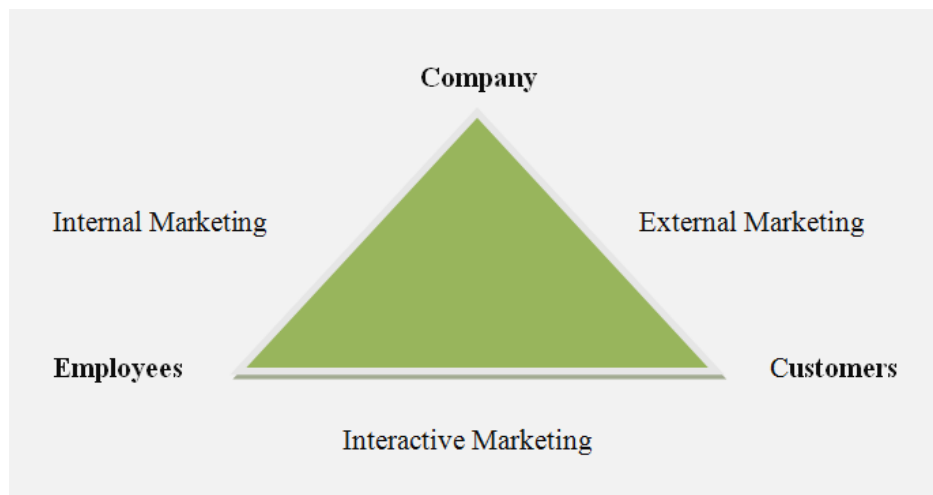 Company
Internal Marketing
External Marketing
Employees
Customers
Interactive Marketing